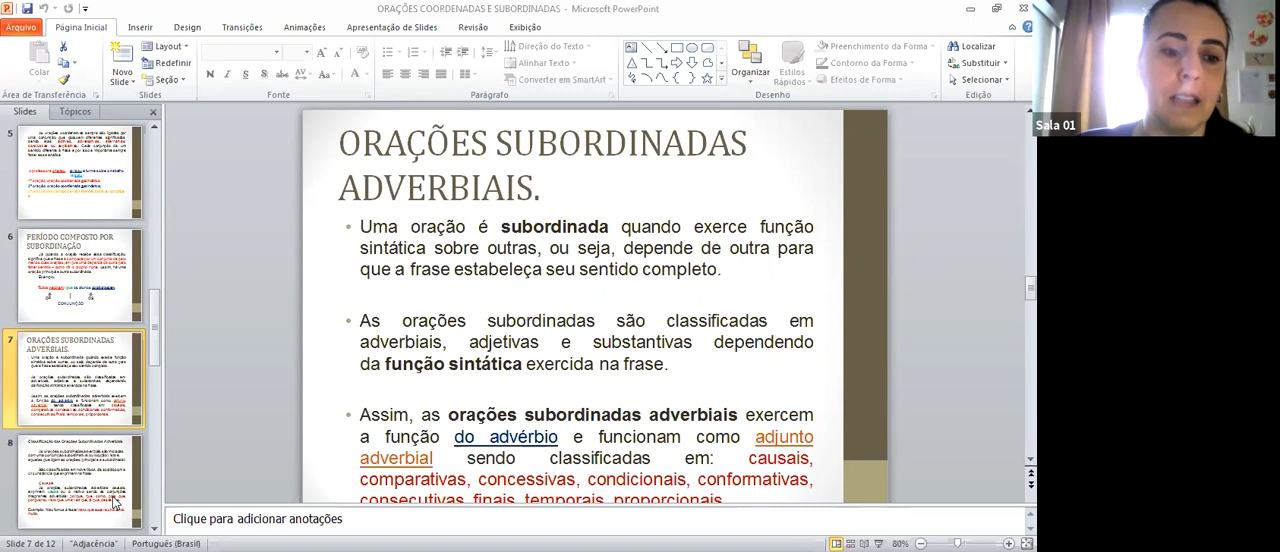 ORAÇÕES COORDENADAS E SUBORDINADAS - Microsoft PowerPoint
Arquivo Página Inicial Inserir Design Transições Animações Apresentação de Slides Revisão Exibição
Colar
Novo
Slide
Layout
Redefinir
Seção
Direção do Texto
Alinhar Texto
Converter em SmartArt
Organizar
Estilos
Rápidos
Preenchimento da Forma
Contorno da Forma
Efeitos de Forma
Localizar
Substituir
Selecionar
Área de Transferência Slides Fonte Parágrafo Desenho Edição
Sala 01
Slides Tópicos
5
6
PERÍODO COMPOSTO POR
SUBORDINAÇÃO
CONJUNÇÃO
7
ORAÇÕES SUBORDINADAS
ADVERBIAIS.
8
ORAÇÕES SUBORDINADAS
ADVERBIAIS.
• Uma oração é subordinada quando exerce função
sintática sobre outras, ou seja, depende de outra para
que a frase estabeleça seu sentido completo.
• As orações subordinadas são classificadas em
adverbiais, adjetivas e substantivas dependendo
da função sintática exercida na frase.
• Assim, as orações subordinadas adverbiais exercem
a função do advérbio e funcionam como adjunto
adverbial sendo classificadas em: causais,
comparativas, concessivas, condicionais, conformativas,
consecutivas, finais, temporais, proporcionais.
Clique para adicionar anotações
Slide 7 de 12 "Adjacência" Português (Brasil) 80%